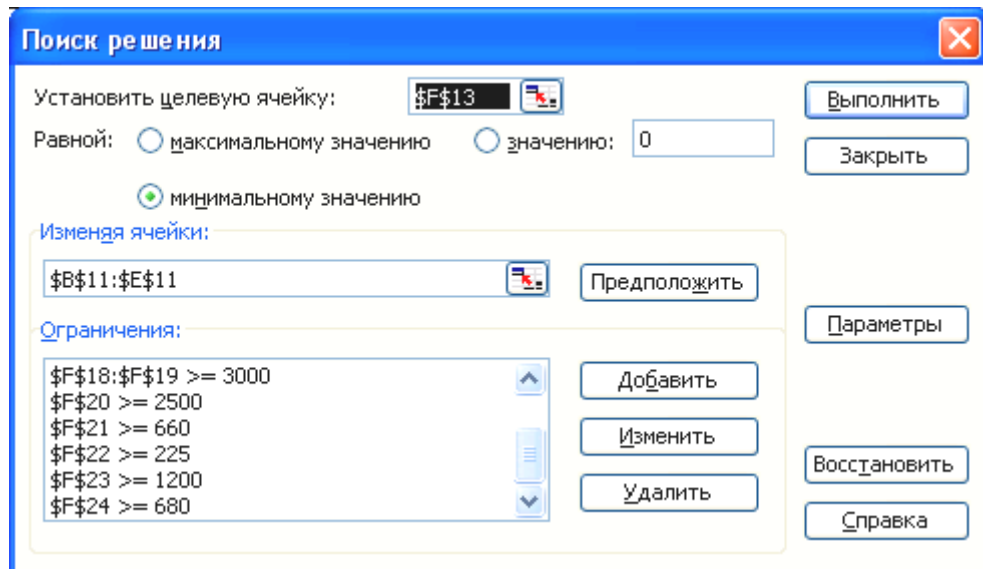 Поиск решения
Установить целевую ячейку: $F$13
Выполнить
Равной: максимальному значению значению: 0
Закрыть
минимальному значению
Изменяя ячейки:
$B$11:$E$11
Предположить
Параметры
Ограничения:
$F$18:$F$19 >= 3000
$F$20 >= 2500
$F$21 >= 660
$F$22 >= 225
$F$23 >= 1200
$F$24 >= 680
Добавить
Изменить
Удалить
Восстановить
Справка